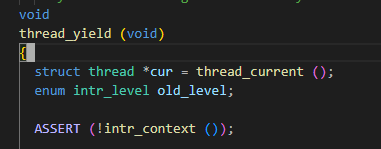 void
thread_yield (void)
{
struct thread *cur = thread_current ();
enum intr_level old_level;
ASSERT (!intr_context ());